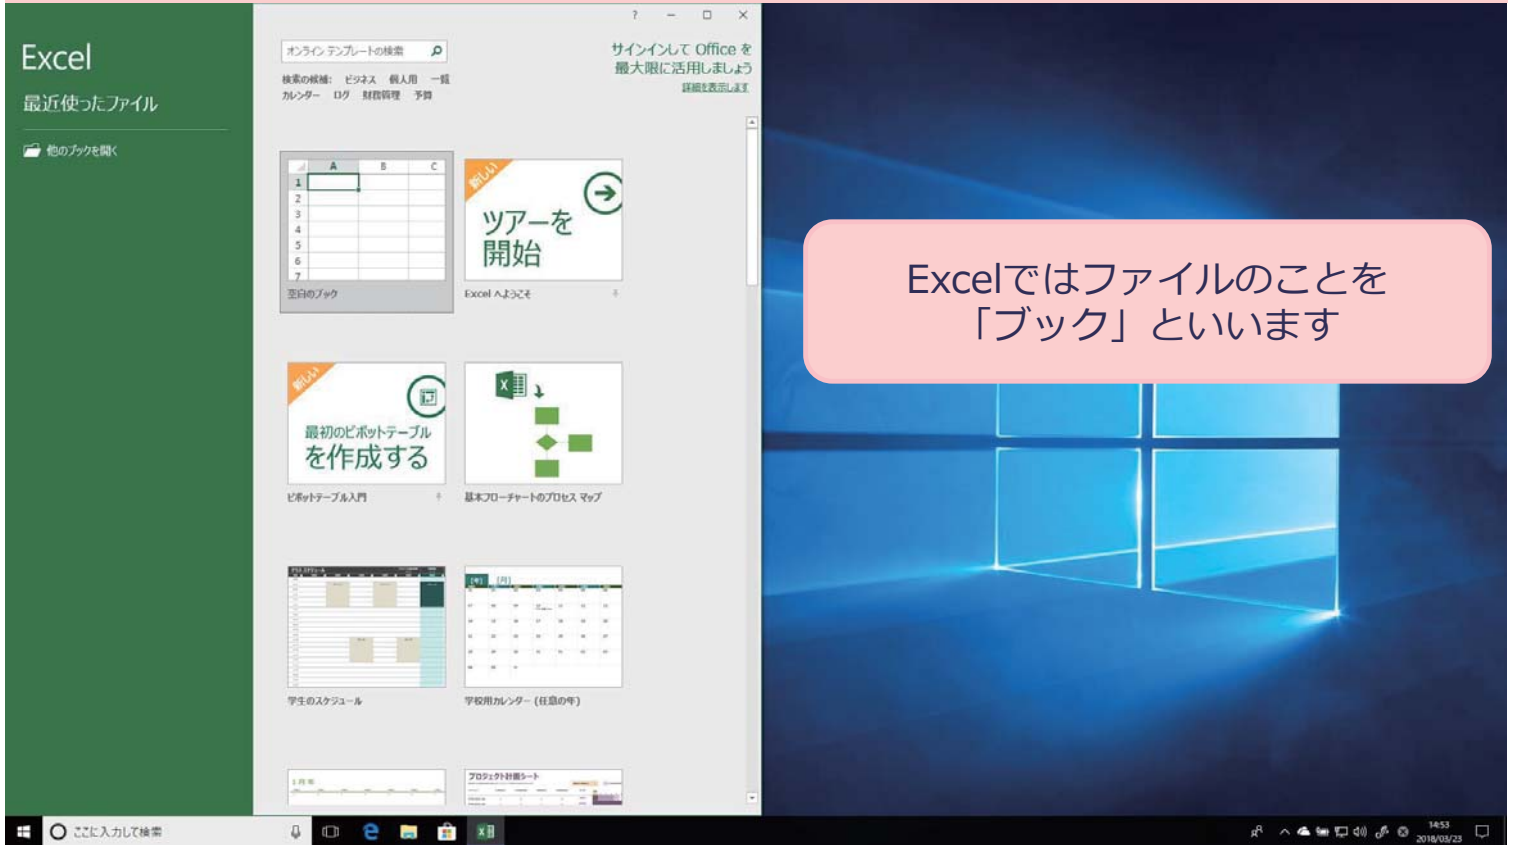 ? － □ ×
Excel
最近使ったファイル
他のブックを開く
オンライン テンプレートの検索
検索の候補: ビジネス 個人用 一覧
カレンダー ログ 財務管理 予算
サインインして Office を
最大限に活用しましょう
詳細を表示します
A B C
1
2
3
4
5
6
7
空白のブック
新しい
ツアーを
開始
Excel へようこそ
Excelではファイルのことを
「ブック」といいます
新しい
最初のピボットテーブル
を作成する
ピボットテーブル入門
基本フローチャートのプロセス マップ
学生のスケジュール
[年] [月]
学校用カレンダー (任意の年)
プロジェクト計画シート
ここに入力して検索
14:53
2018/03/23